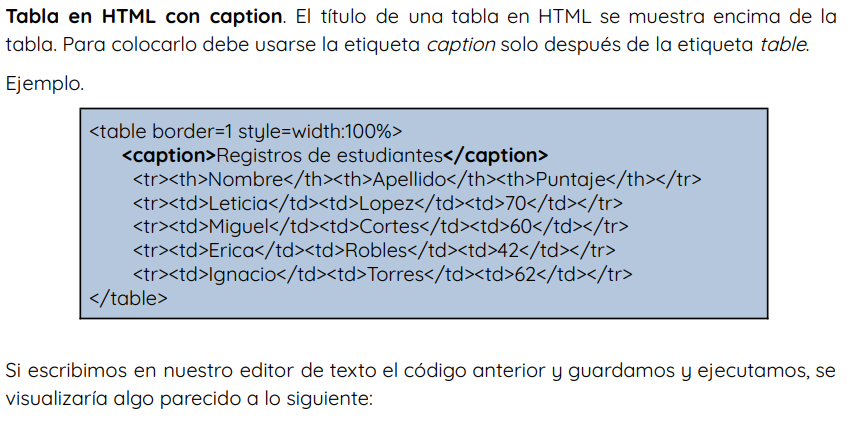 Tabla en HTML con caption. El título de una tabla en HTML se muestra encima de la
tabla. Para colocarlo debe usarse la etiqueta caption solo después de la etiqueta table.
Ejemplo.
<table border=1 style=width:100%>
<caption>Registros de estudiantes</caption>
<tr><th>Nombre</th><th>Apellido</th><th>Puntaje</th></tr>
<tr><td>Leticia</td><td>Lopez</td><td>70</td></tr>
<tr><td>Miguel</td><td>Cortes</td><td>60</td></tr>
<tr><td>Erica</td><td>Robles</td><td>42</td></tr>
<tr><td>Ignacio</td><td>Torres</td><td>62</td></tr>
</table>
Si escribimos en nuestro editor de texto el código anterior y guardamos y ejecutamos, se
visualizaría algo parecido a lo siguiente: